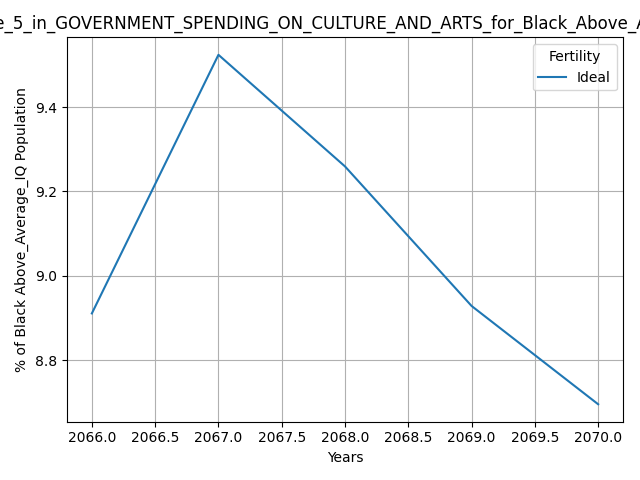 _5_in_GOVERNMENT_SPENDING_ON_CULTURE_AND_ARTS_for_Black_Above_
Fertility
Ideal
% of Black Above_Average_IQ Population
9.4
9.2
9.0
8.8
2066.0 2066.5 2067.0 2067.5 2068.0 2068.5 2069.0 2069.5 2070.0
Years